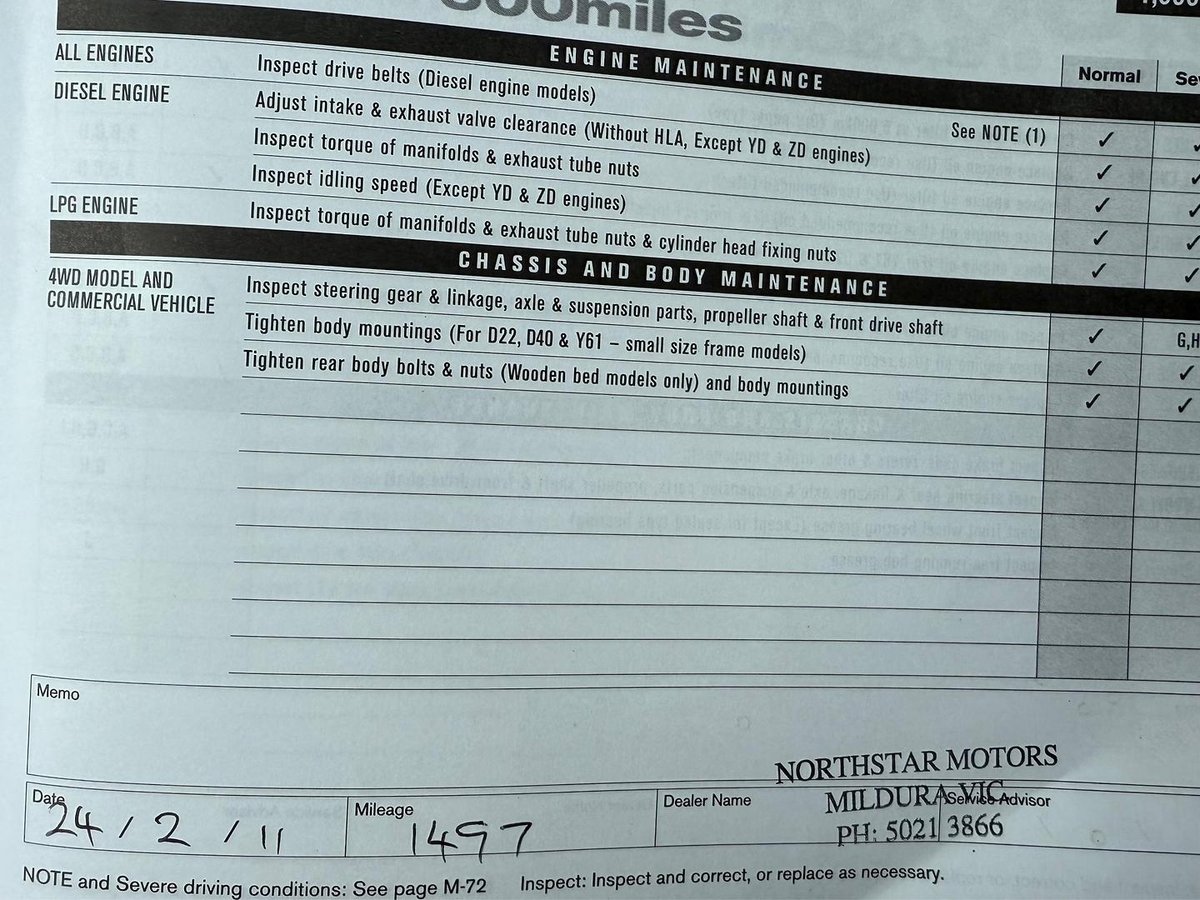 miles
ENGINE MAINTENANCE
Normal
ALL ENGINES
Inspect drive belts (Diesel engine models)
✓
DIESEL ENGINE
Adjust intake & exhaust valve clearance (Without HLA, Except YD & ZD engines) See NOTE (1)
✓
Inspect torque of manifolds & exhaust tube nuts
✓
Inspect idling speed (Except YD & ZD engines)
✓
LPG ENGINE
Inspect torque of manifolds & exhaust tube nuts & cylinder head fixing nuts
✓
CHASSIS AND BODY MAINTENANCE
4WD MODEL AND
COMMERCIAL VEHICLE
Inspect steering gear & linkage, axle & suspension parts, propeller shaft & front drive shaft
✓ G,H
Tighten body mountings (For D22, D40 & Y61 – small size frame models)
✓ ✓
Tighten rear body bolts & nuts (Wooden bed models only) and body mountings
✓ ✓
Memo
Date
24 / 2 / 11
Mileage
1497
Dealer Name
Service Advisor
NORTHSTAR MOTORS
MILDURA VIC
PH: 5021 3866
NOTE and Severe driving conditions: See page M-72 Inspect: Inspect and correct, or replace as necessary.